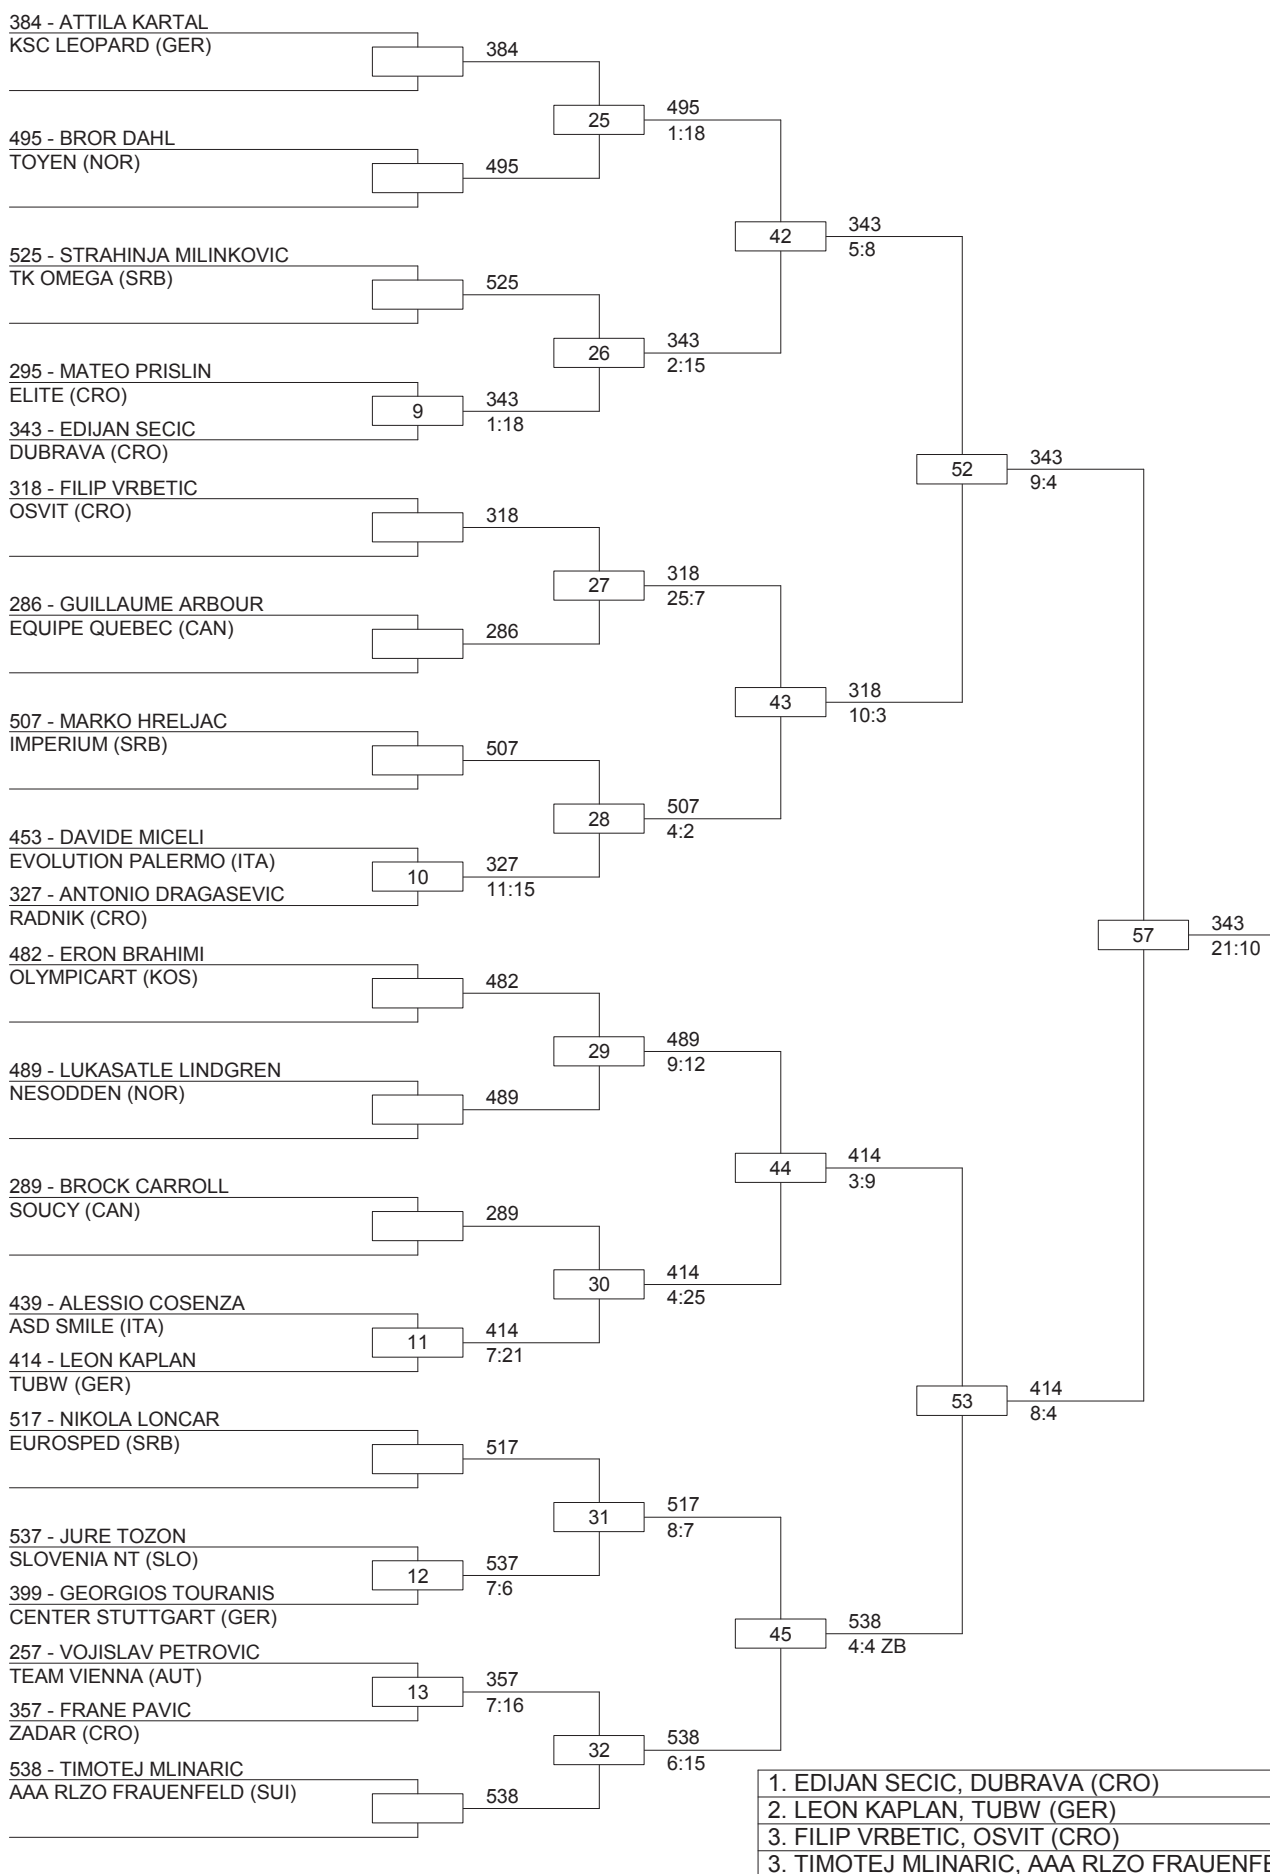 384 - ATTILA KARTAL
KSC LEOPARD (GER)
384
25
495
1:18
495 - BROR DAHL
TOYEN (NOR)
495
42
343
5:8
525 - STRAHINJA MILINKOVIC
TK OMEGA (SRB)
525
26
343
2:15
295 - MATEO PRISLIN
ELITE (CRO)
9
343
1:18
343 - EDIJAN SECIC
DUBRAVA (CRO)
52
343
9:4
318 - FILIP VRBETIC
OSVIT (CRO)
318
27
318
25:7
286 - GUILLAUME ARBOUR
EQUIPE QUEBEC (CAN)
286
43
318
10:3
507 - MARKO HRELJAC
IMPERIUM (SRB)
507
28
507
4:2
453 - DAVIDE MICELI
EVOLUTION PALERMO (ITA)
10
327
11:15
327 - ANTONIO DRAGASEVIC
RADNIK (CRO)
57
343
21:10
482 - ERON BRAHIMI
OLYMPICART (KOS)
482
29
489
9:12
489 - LUKASATLE LINDGREN
NESODDEN (NOR)
489
44
414
3:9
289 - BROCK CARROLL
SOUCY (CAN)
289
30
414
4:25
439 - ALESSIO COSENZA
ASD SMILE (ITA)
11
414
7:21
414 - LEON KAPLAN
TUBW (GER)
53
414
8:4
517 - NIKOLA LONCAR
EUROSPED (SRB)
517
31
517
8:7
537 - JURE TOZON
SLOVENIA NT (SLO)
12
537
7:6
399 - GEORGIOS TOURANIS
CENTER STUTTGART (GER)
45
538
4:4 ZB
257 - VOJISLAV PETROVIC
TEAM VIENNA (AUT)
13
357
7:16
357 - FRANE PAVIC
ZADAR (CRO)
32
538
6:15
538 - TIMOTEJ MLINARIC
AAA RLZO FRAUENFELD (SUI)
538
1. EDIJAN SECIC, DUBRAVA (CRO)
2. LEON KAPLAN, TUBW (GER)
3. FILIP VRBETIC, OSVIT (CRO)
3. TIMOTEJ MLINARIC, AAA RLZO